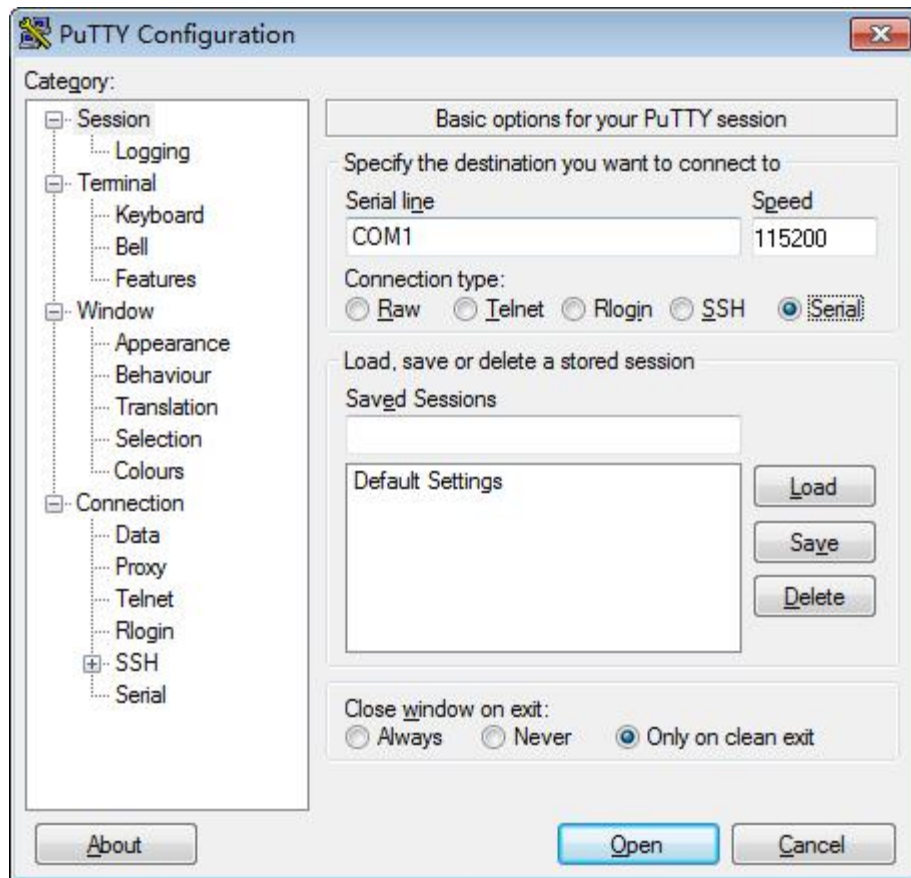 PuTTY Configuration
Category:
Session
Logging
Terminal
Keyboard
Bell
Features
Window
Appearance
Behaviour
Translation
Selection
Colours
Connection
Data
Proxy
Telnet
Rlogin
SSH
Serial
Basic options for your PuTTY session
Specify the destination you want to connect to
Serial line Speed
COM1 115200
Connection type:
Raw Telnet Rlogin SSH Serial
Load, save or delete a stored session
Saved Sessions
Default Settings
Load
Save
Delete
Close window on exit:
Always Never Only on clean exit
About Open Cancel